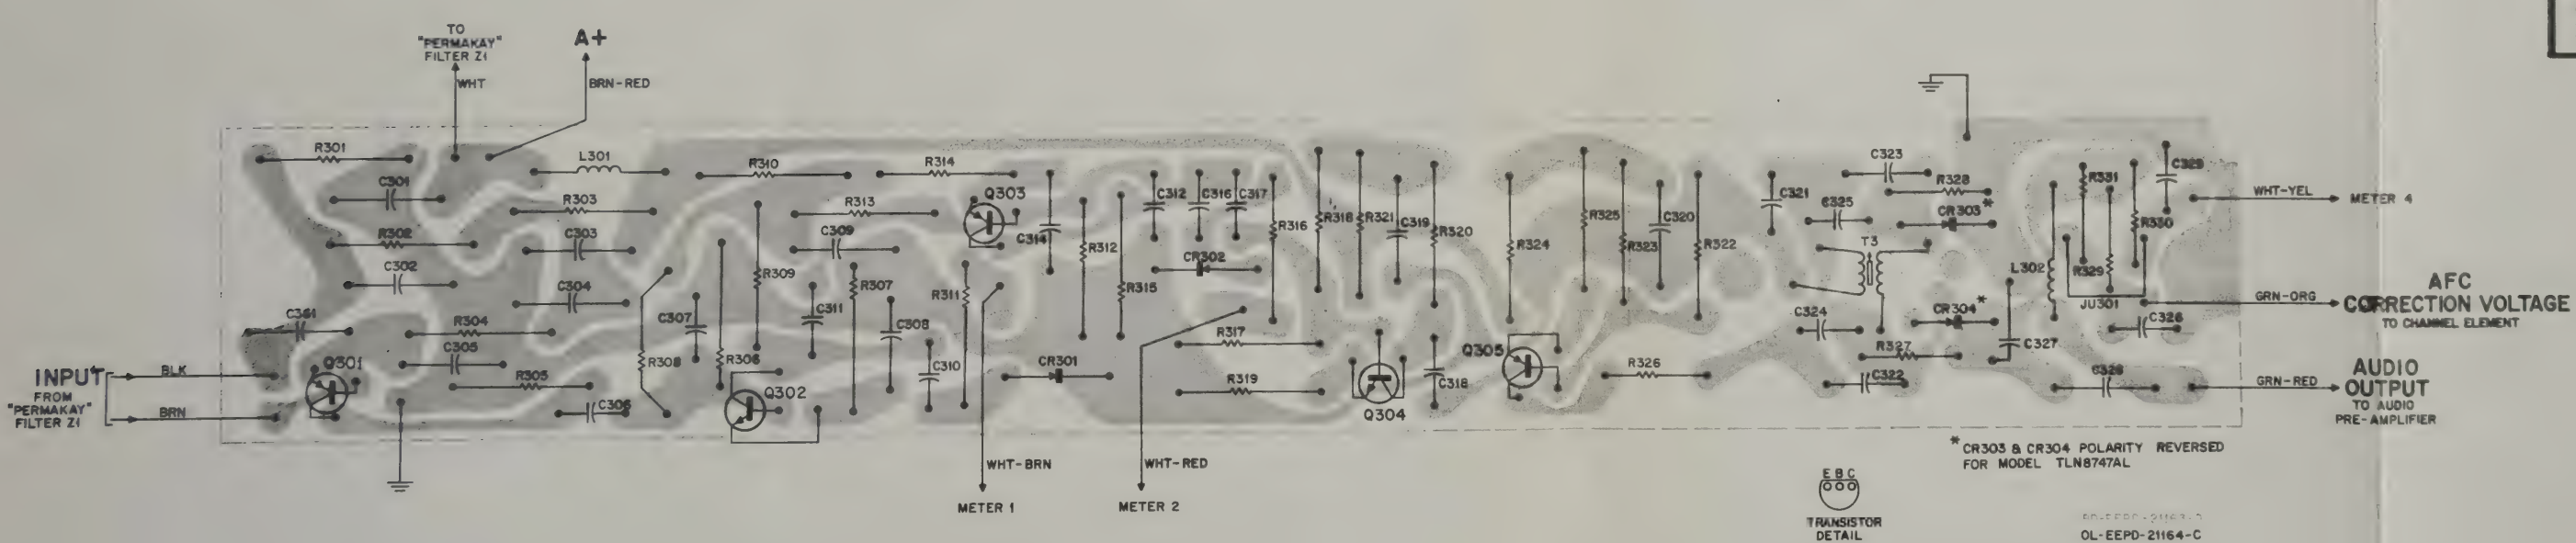 TO
"PERMAKAY"
FILTER Z1
WHT
A+
BRN-RED
R301
C301
R302
C302
C361
L301
R303
C303
C304
R304
C305
R305
C306
Q301
INPUT
FROM
"PERMAKAY"
FILTER Z1
BLK
BRN
R310
R314
R313
C309
R309
R307
C311
C307
R308
R306
C308
C310
Q302
Q303
C314
R311
R312
R315
C312
C316
C317
CR302
R316
R318
R321
C319
R320
R317
R319
CR301
WHT-BRN
METER 1
WHT-RED
METER 2
Q304
C318
Q305
R324
R325
R323
C320
R322
R326
C321
C323
R328
C325
CR303*
T3
C324
CR304*
R327
C322
L302
C327
R331
R329
R330
JU301
C329
C326
C328
WHT-YEL
METER 4
GRN-ORG
AFC
CORRECTION VOLTAGE
TO CHANNEL ELEMENT
GRN-RED
AUDIO
OUTPUT
TO AUDIO
PRE-AMPLIFIER
*CR303 & CR304 POLARITY REVERSED
FOR MODEL TLN8747AL
E B C
TRANSISTOR
DETAIL
OL-EEPD-21164-C